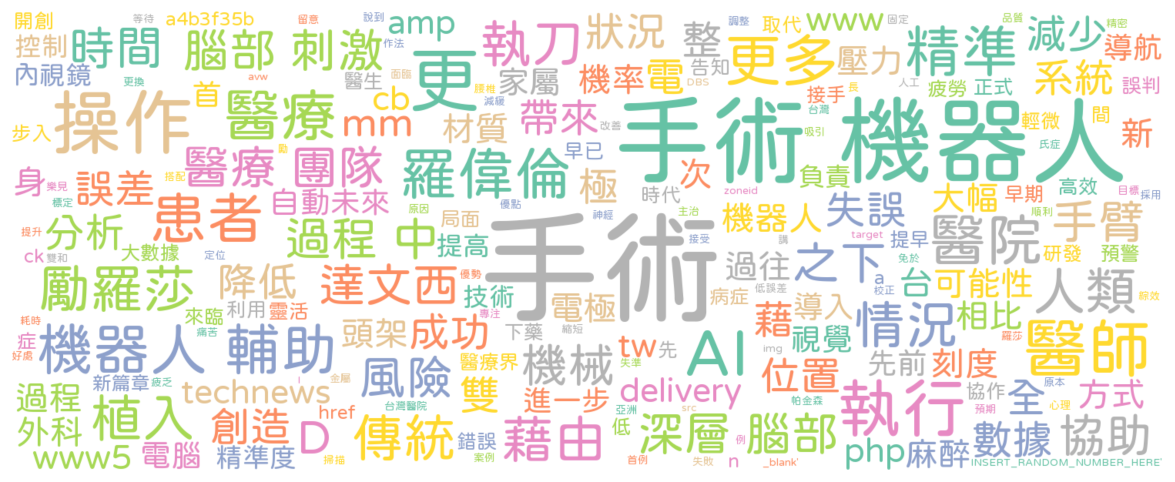 開創 等待 a4b3f35b 留意 說到 amp 執刀 狀況 整 調整 取代 www 固定 品質 精密 減少
控制 時間 腦部 刺激 作法 更 更多 壓力 精準 導航
內視鏡 更換 avw 醫生 面臨 家屬 機率 電 告知 DBS 接手 疲勞 人工 正式 系統 誤判
首 cb 腰椎 減緩 長
操作 醫療 mm 材質 帶來 改善 手術 機器人 台灣 輕微 間 新
步入 勵 早已 吸引 氏症
醫療 團隊 羅偉倫 極 次 負責 高效 目標 採用
身 樂見 誤差 搭配 自動未來 優點 神經 時代 zoneid 大幅 早期
標定 患者 原因 局面 手術 主治 機器人 失誤 順利 手臂
提升 分析 大數據 過程 中 提高 接受 講 target 提早 醫院 研發 預警
ck 雙和 定位 優勢 過往 之下 a 免於 台 可能性 人類
勵羅莎 降低 達文西 技術 電極 病症 低誤差 導入 校正 縮效
耗時 來臨 利用 靈活 專注 下藥 縮短 藉 視覺 情況 相比
症 好處 機器人 輔助 痛苦 頭架 成功 醫療界 機械 失準 tw 先 img AI 先前 刻度 羅莎 醫師
新篇章 疲乏 風險 位置 協作 原本
過程 植入 technews l 金屬 雙 進一步 delivery 帕金森 執行 全 方式
外科 創造 href 台灣醫院 亞洲 src 預期 心理
D 傳統 錯誤 藉由 低 深層 腦部 數據 協助
www5 電腦 精準度 掃描 案例 首例 失敗 n 例 _blank' php 麻醉 INSERT_RANDOM_NUMBER_HERE'